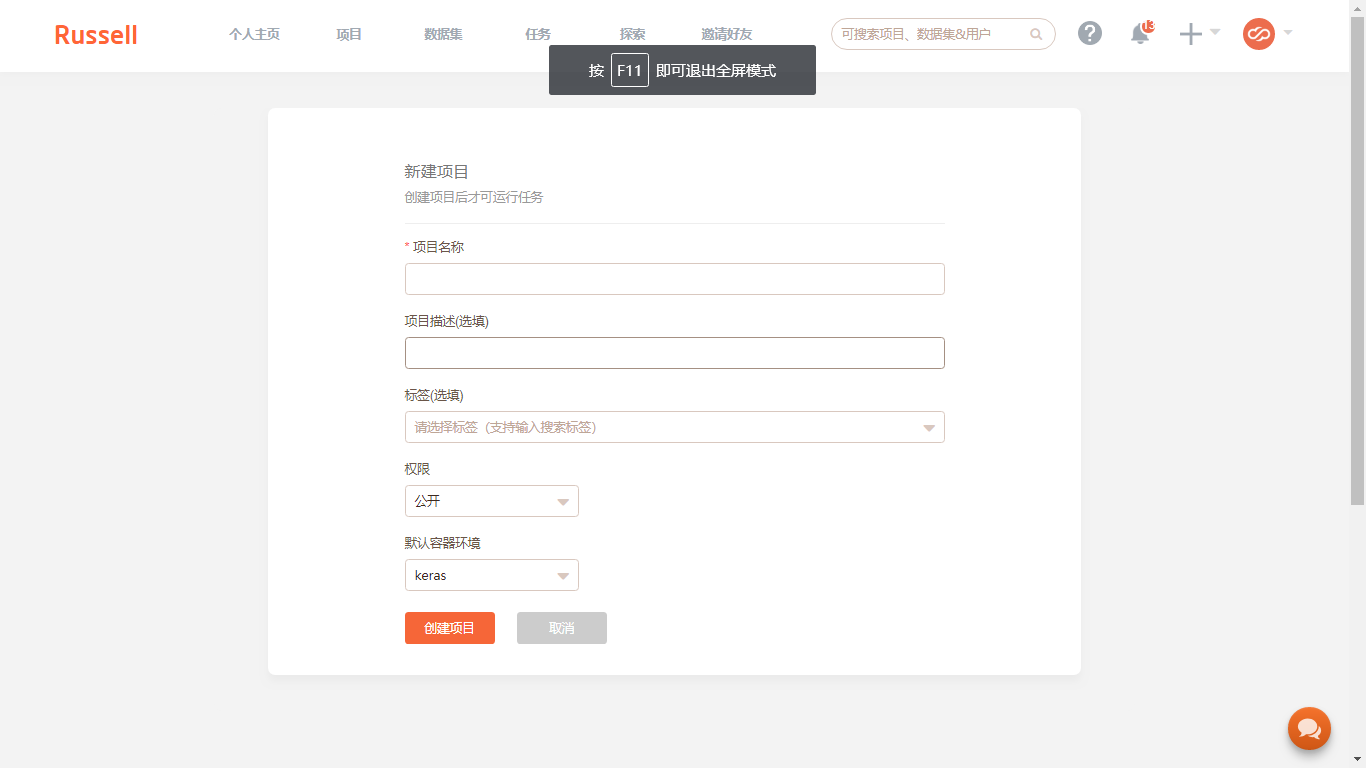 Russell 个人主页 项目 数据集 任务 探索 邀请好友 可搜索项目、数据集&用户 13
按 F11 即可退出全屏模式
新建项目
创建项目后才可运行任务
* 项目名称
项目描述(选填)
标签(选填)
请选择标签（支持输入搜索标签）
权限
公开
默认容器环境
keras
创建项目 取消